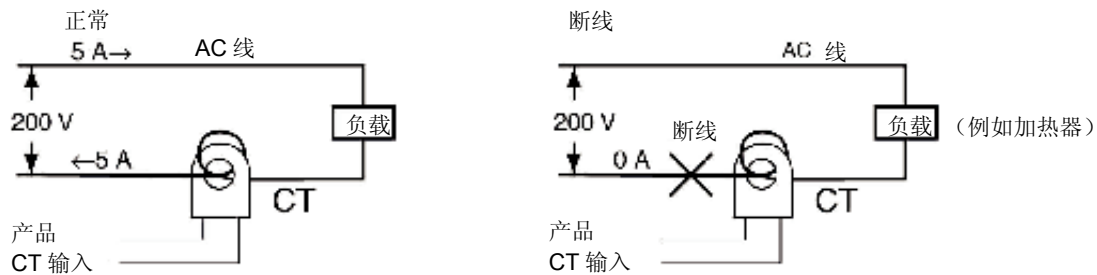 正常
5 A→
AC 线
200 V
负载
←5 A
CT
产品
CT 输入
断线
AC 线
200 V
负载 （例如加热器）
断线
0 A
CT
产品
CT 输入